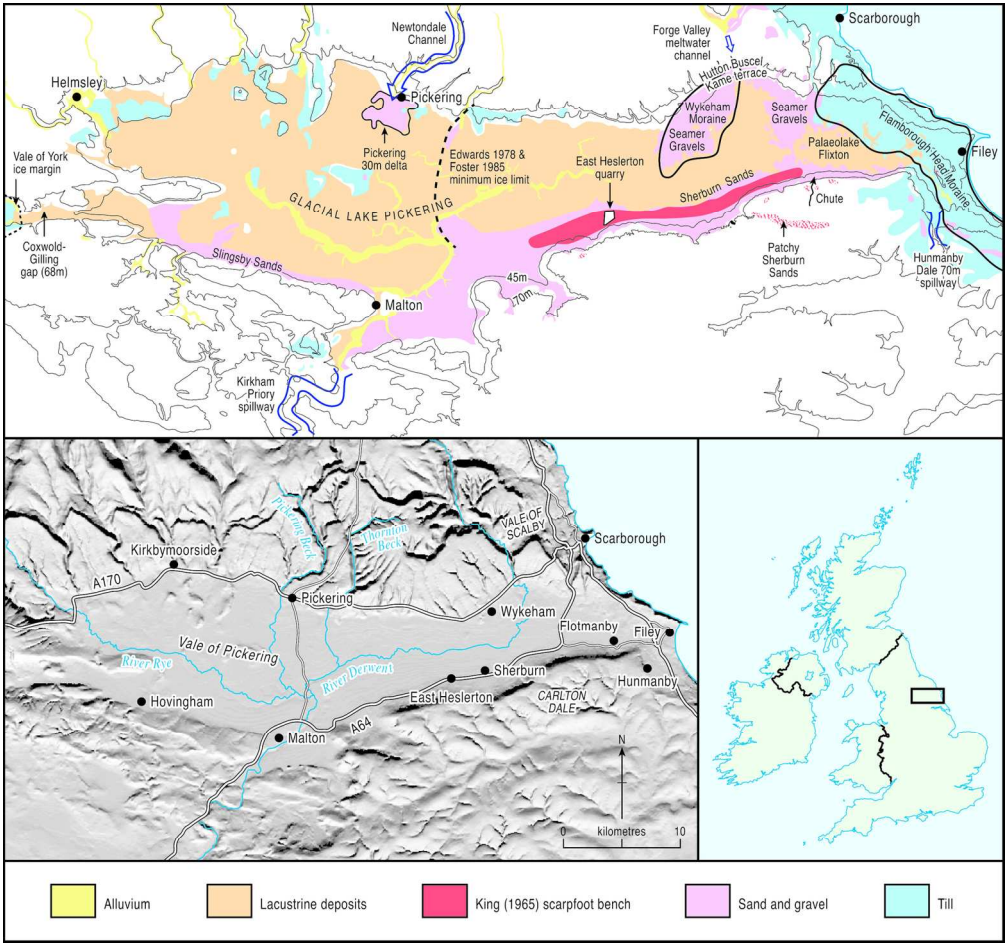 Newtondale
Channel
Forge Valley
meltwater
channel
Scarborough
Helmsley
Hutton Buscel
Kame terrace
Pickering
Wykeham
Moraine
Seamer
Gravels
Seamer
Gravels
Flamborough Head Moraine
Filey
Vale of York
ice margin
Pickering
30m delta
Edwards 1978 &
Foster 1985
minimum ice limit
East Heslerton
quarry
Palaeolake
Flixton
Sherburn Sands
GLACIAL LAKE PICKERING
Chute
Coxwold-
Gilling
gap (68m)
Slingsby Sands
Patchy
Sherburn
Sands
Hunmanby
Dale 70m
spillway
45m
70m
Malton
Kirkham
Priory
spillway
Pickering
Beck
Thornton
Beck
VALE OF
SCALBY
Scarborough
Kirkbymoorside
A170
Pickering
Wykeham
Flotmanby
Filey
Vale of Pickering
River Rye
River Derwent
Sherburn
Hunmanby
East Heslerton
Hovingham
CARLTON
DALE
A64
Malton
N
0 kilometres 10
Alluvium
Lacustrine deposits
King (1965) scarpfoot bench
Sand and gravel
Till